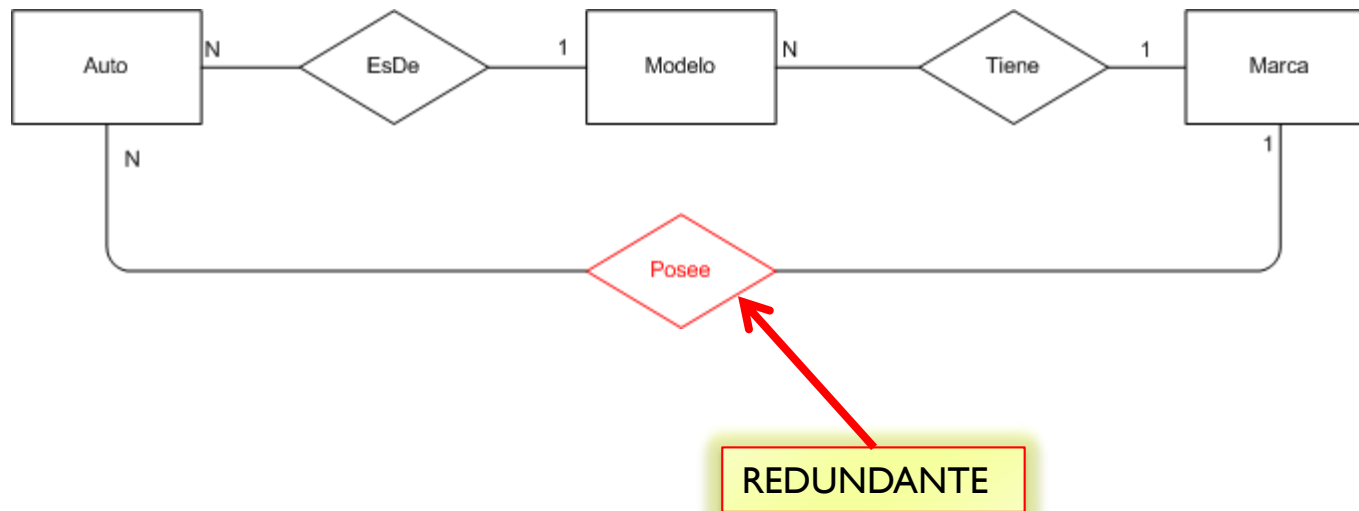 Auto
N
EsDe
1
Modelo
N
Tiene
1
Marca
N
1
Posee
REDUNDANTE